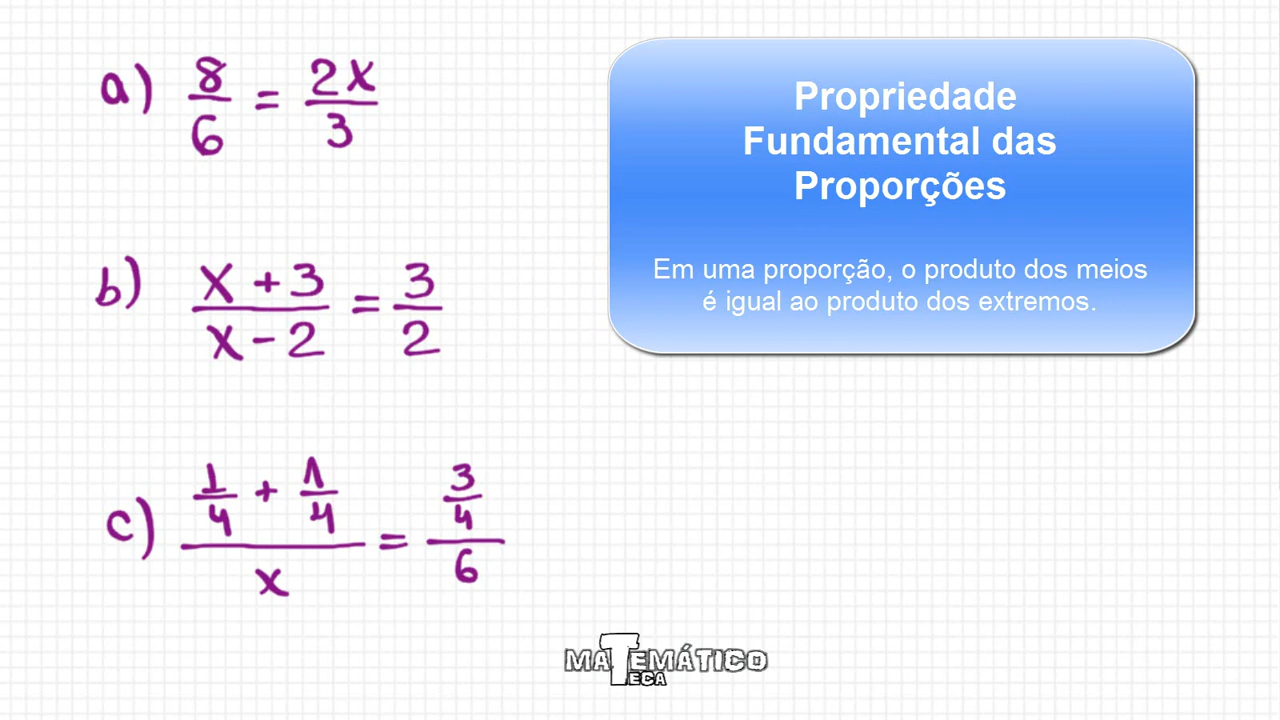 a) 8/6 = 2x/3
Propriedade
Fundamental das
Proporções
Em uma proporção, o produto dos meios
é igual ao produto dos extremos.
b) x+3/x-2 = 3/2
c) 1/4 + 1/4/x = 3/4/6
MATEMÁTICO
TECA